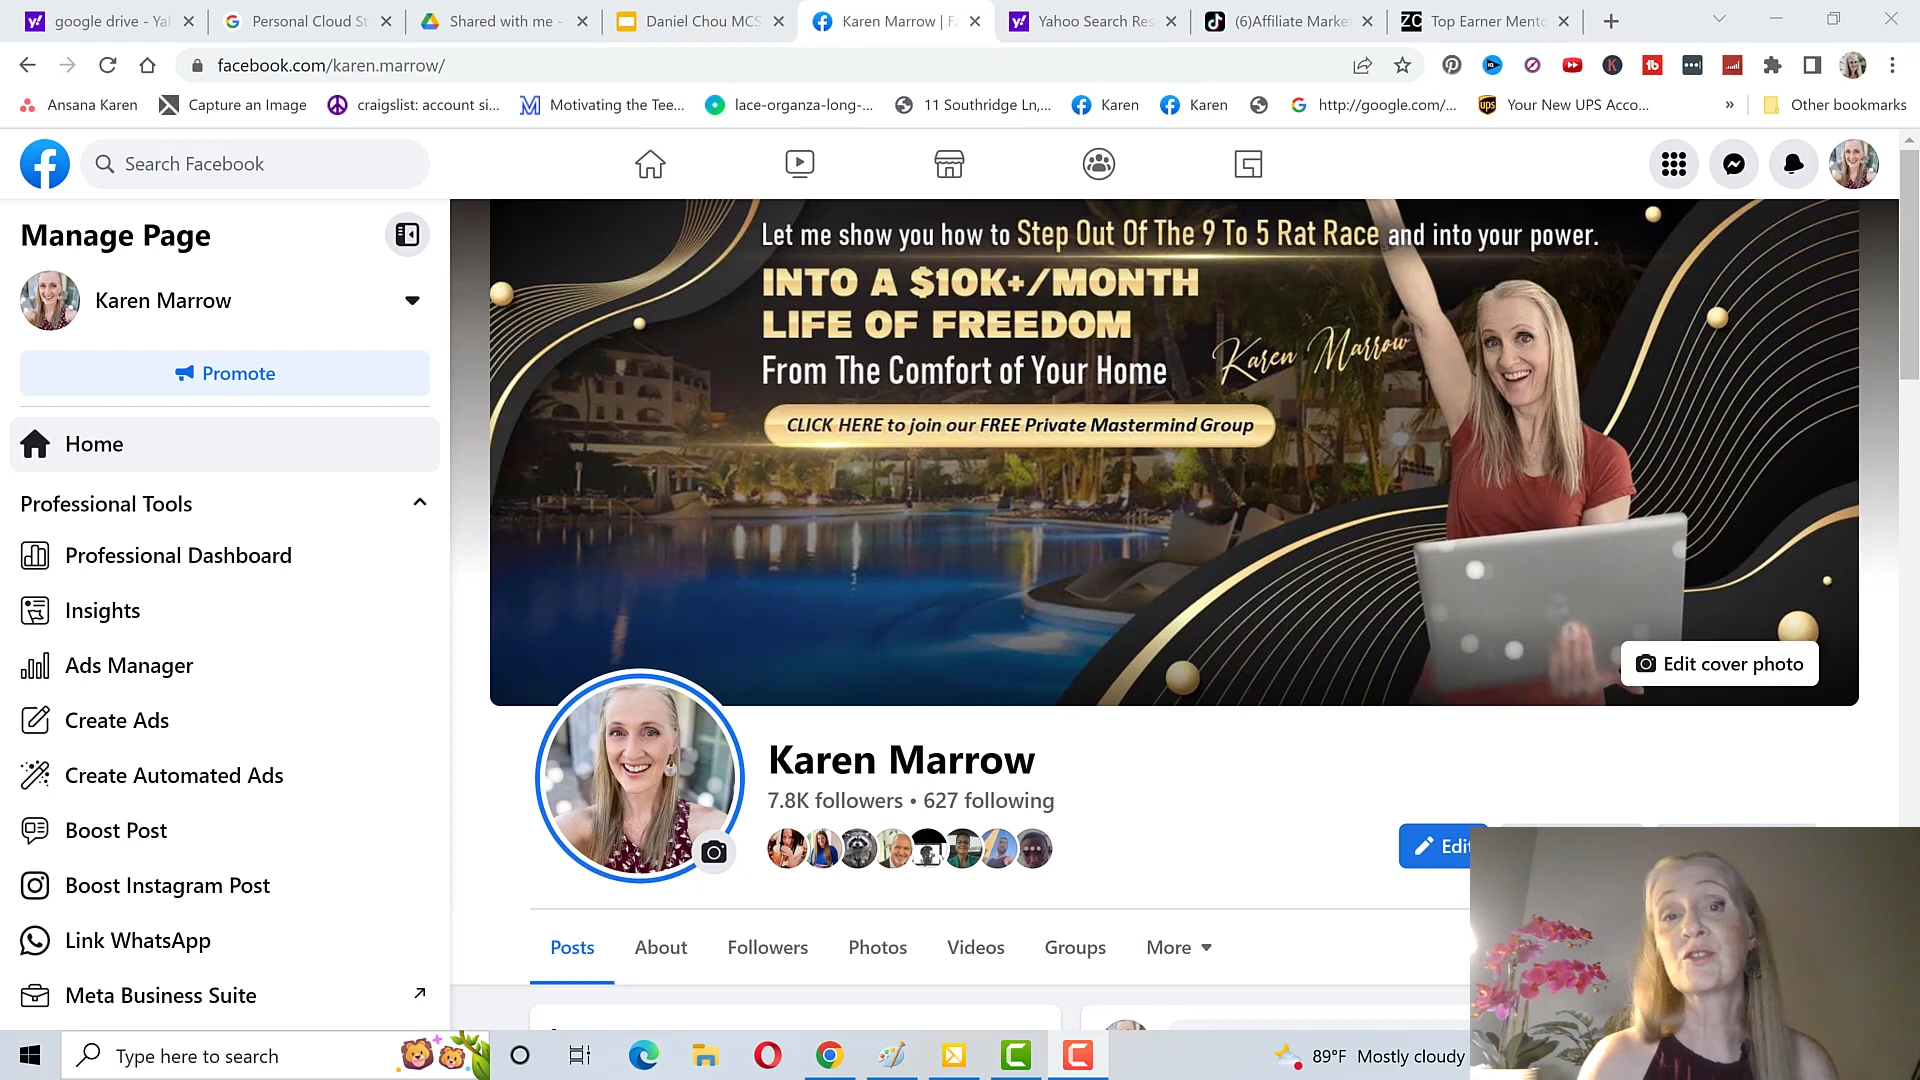 google drive - Ya
Personal Cloud St
Shared with me -
Daniel Chou MCS
Karen Marrow | Fa
Yahoo Search Res
(6)Affiliate Market
Top Earner Mento
facebook.com/karen.marrow/
Ansana Karen
Capture an Image
craigslist: account si...
Motivating the Tee...
lace-organza-long-...
11 Southridge Ln,...
Karen
Karen
http://google.com/...
Your New UPS Acco...
»
Other bookmarks
Search Facebook
Manage Page
Karen Marrow
Promote
Home
Professional Tools
Professional Dashboard
Insights
Ads Manager
Create Ads
Create Automated Ads
Boost Post
Boost Instagram Post
Link WhatsApp
Meta Business Suite
Let me show you how to Step Out Of The 9 To 5 Rat Race and into your power.
INTO A $10K+/MONTH
LIFE OF FREEDOM
From The Comfort of Your Home
Karen Marrow
CLICK HERE to join our FREE Private Mastermind Group
Edit cover photo
Karen Marrow
7.8K followers • 627 following
Edit
Posts
About
Followers
Photos
Videos
Groups
More
Type here to search
89°F Mostly cloudy